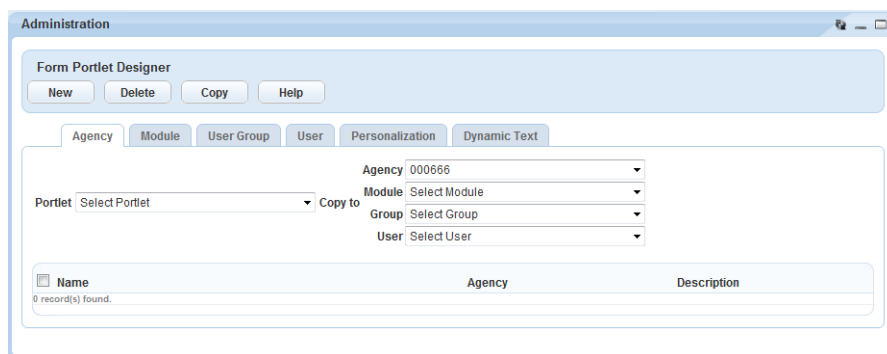 Administration
Form Portlet Designer
New Delete Copy Help
Agency Module User Group User Personalization Dynamic Text
Agency 000666
Module Select Module
Portlet Select Portlet Copy to
Group Select Group
User Select User
Name Agency Description
0 record(s) found.